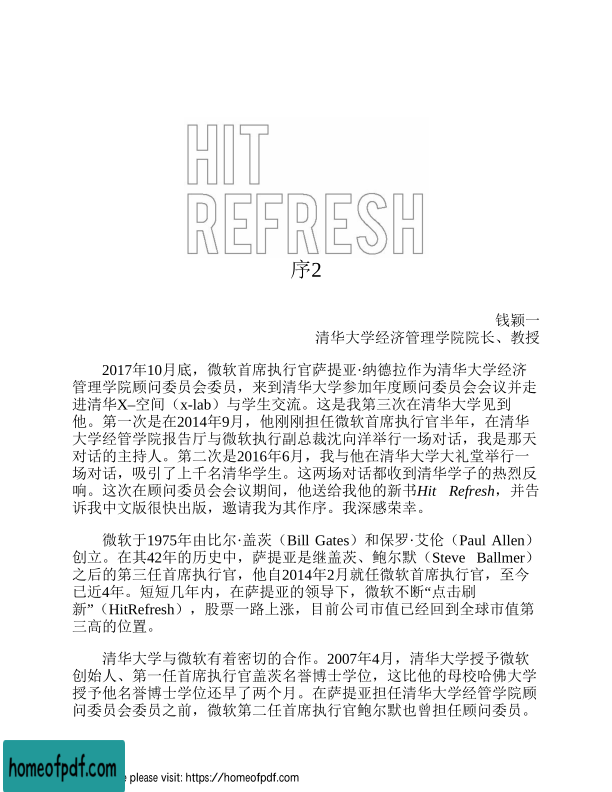 HIT
REFRESH
序2
钱颖一
清华大学经济管理学院院长、教授
2017年10月底，微软首席执行官萨提亚·纳德拉作为清华大学经济
管理学院顾问委员会委员，来到清华大学参加年度顾问委员会会议并走
进清华X–空间（x-lab）与学生交流。这是我第三次在清华大学见到
他。第一次是在2014年9月，他刚刚担任微软首席执行官半年，在清华
大学经管学院报告厅与微软执行副总裁沈向洋举行一场对话，我是那天
对话的主持人。第二次是2016年6月，我与他在清华大学大礼堂举行一
场对话，吸引了上千名清华学生。这两场对话都收到清华学子的热烈反
响。这次在顾问委员会会议期间，他送给我他的新书Hit Refresh，并告
诉我中文版很快出版，邀请我为其作序。我深感荣幸。
微软于1975年由比尔·盖茨（Bill Gates）和保罗·艾伦（Paul Allen）
创立。在其42年的历史中，萨提亚是继盖茨、鲍尔默（Steve Ballmer）
之后的第三任首席执行官，他自2014年2月就任微软首席执行官，至今
已近4年。短短几年内，在萨提亚的领导下，微软不断“点击刷
新”（HitRefresh），股票一路上涨，目前公司市值已经回到全球市值第
三高的位置。
清华大学与微软有着密切的合作。2007年4月，清华大学授予微软
创始人、第一任首席执行官盖茨名誉博士学位，这比他的母校哈佛大学
授予他名誉博士学位还早了两个月。在萨提亚担任清华大学经管学院顾
问委员会委员之前，微软第二任首席执行官鲍尔默也曾担任顾问委员。
homeofpdf.com
e please visit: https://homeofpdf.com